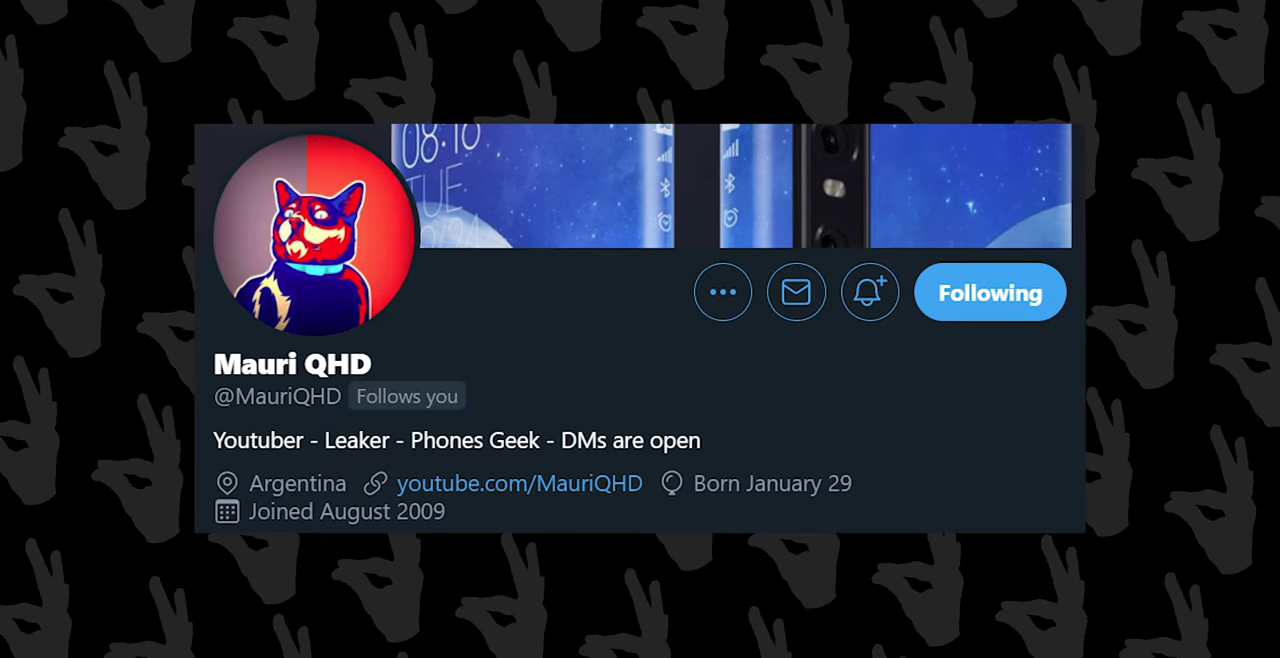 08:10
TUE
Following
Mauri QHD
@MauriQHD Follows you
Youtuber - Leaker - Phones Geek - DMs are open
Argentina youtube.com/MauriQHD Born January 29
Joined August 2009